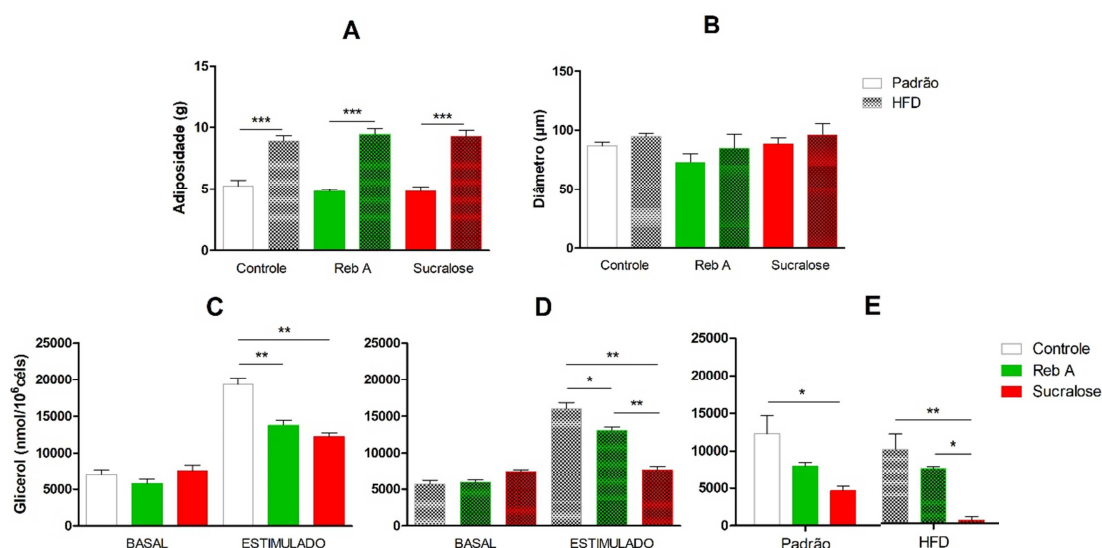 A
Adiposidade (g)
15
10
5
0
***
***
***
Controle
Reb A
Sucralose
B
Diâmetro (µm)
150
100
50
0
Controle
Reb A
Sucralose
Padrão
HFD
C
Glicerol (nmol/10⁶céls)
25000
20000
15000
10000
5000
0
**
**
BASAL
ESTIMULADO
D
25000
20000
15000
10000
5000
0
**
*
**
BASAL
ESTIMULADO
E
25000
20000
15000
10000
5000
0
*
**
*
Padrão
HFD
Controle
Reb A
Sucralose